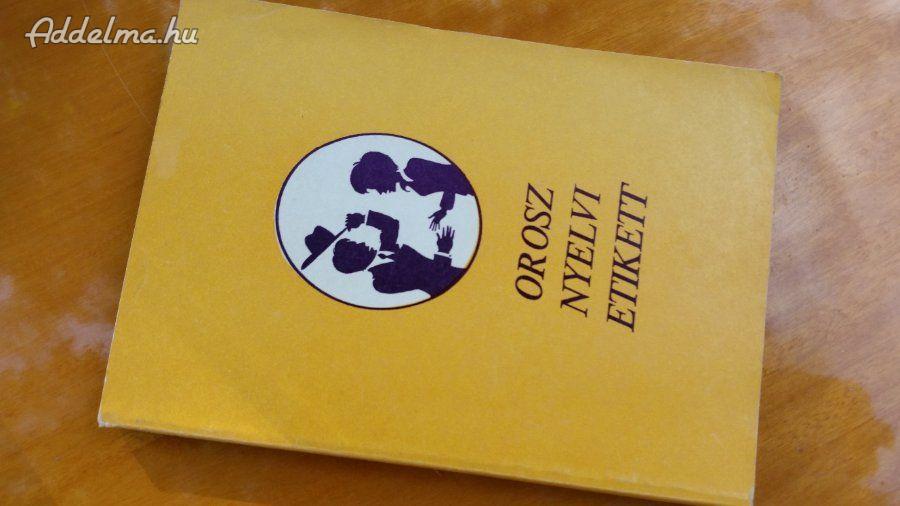 Addelma.hu
OROSZ
NYELVI
ETIKETT